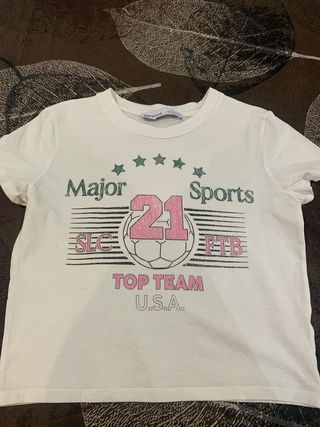 Major Sports
21
SLC FTB
TOP TEAM
U.S.A.